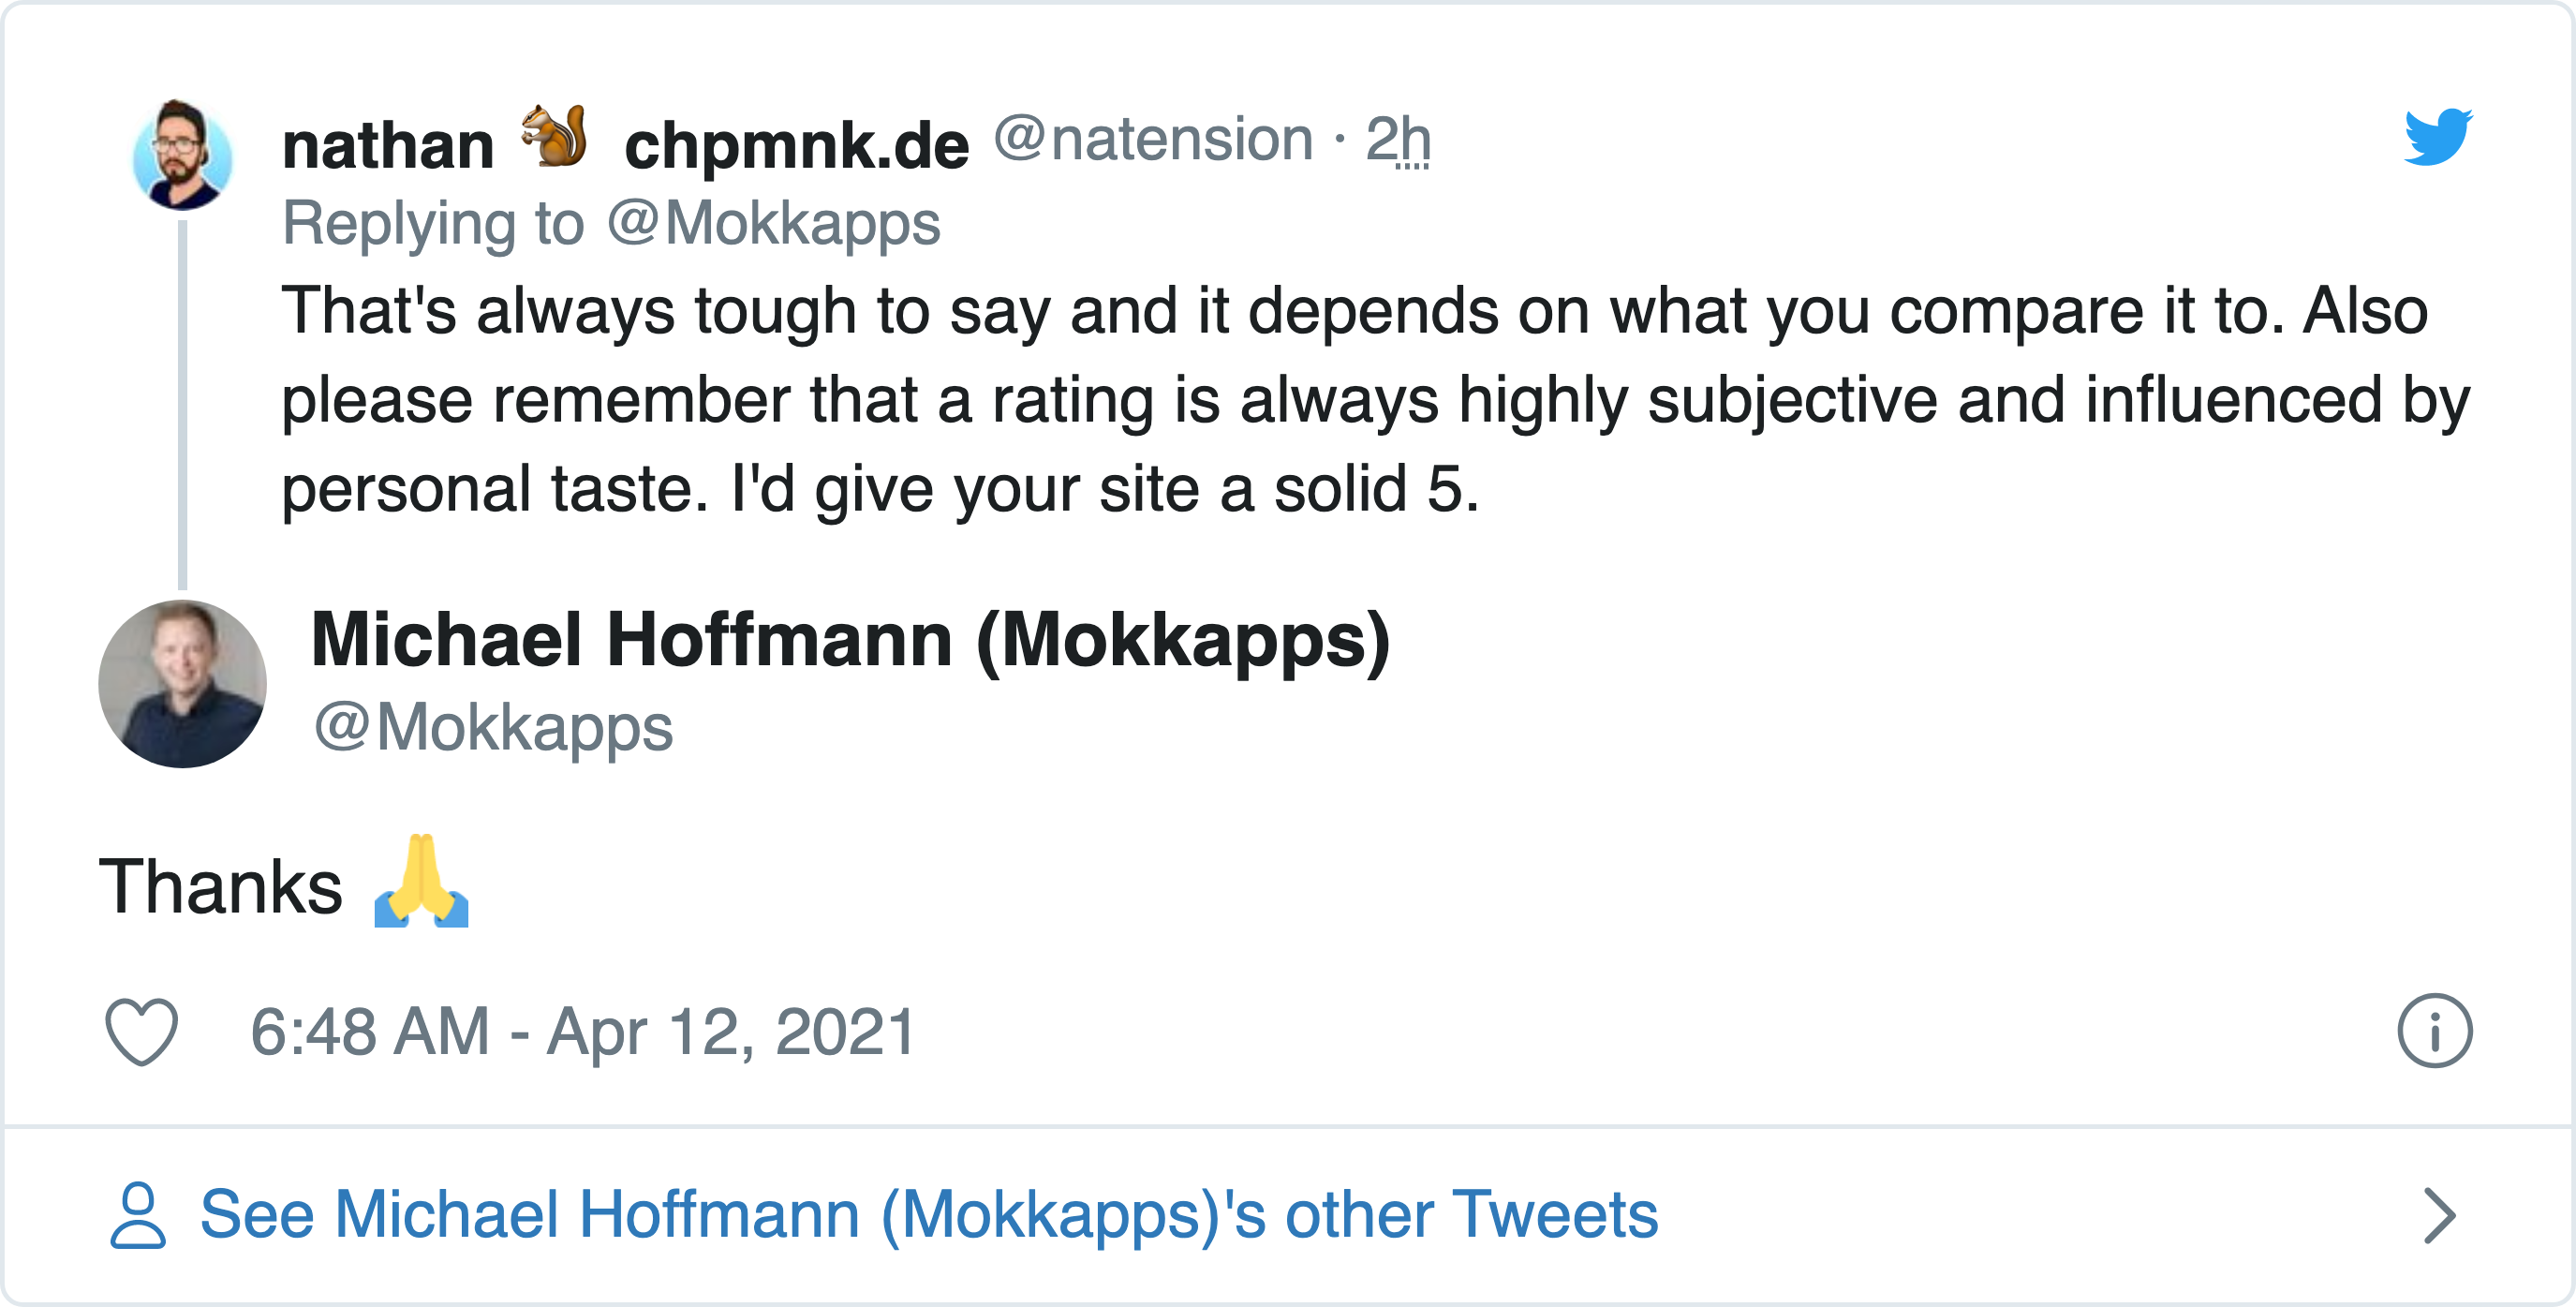 nathan 🐿 chpmnk.de @natension · 2h
Replying to @Mokkapps
That's always tough to say and it depends on what you compare it to. Also
please remember that a rating is always highly subjective and influenced by
personal taste. I'd give your site a solid 5.
Michael Hoffmann (Mokkapps)
@Mokkapps
Thanks 🙏
6:48 AM - Apr 12, 2021
See Michael Hoffmann (Mokkapps)'s other Tweets